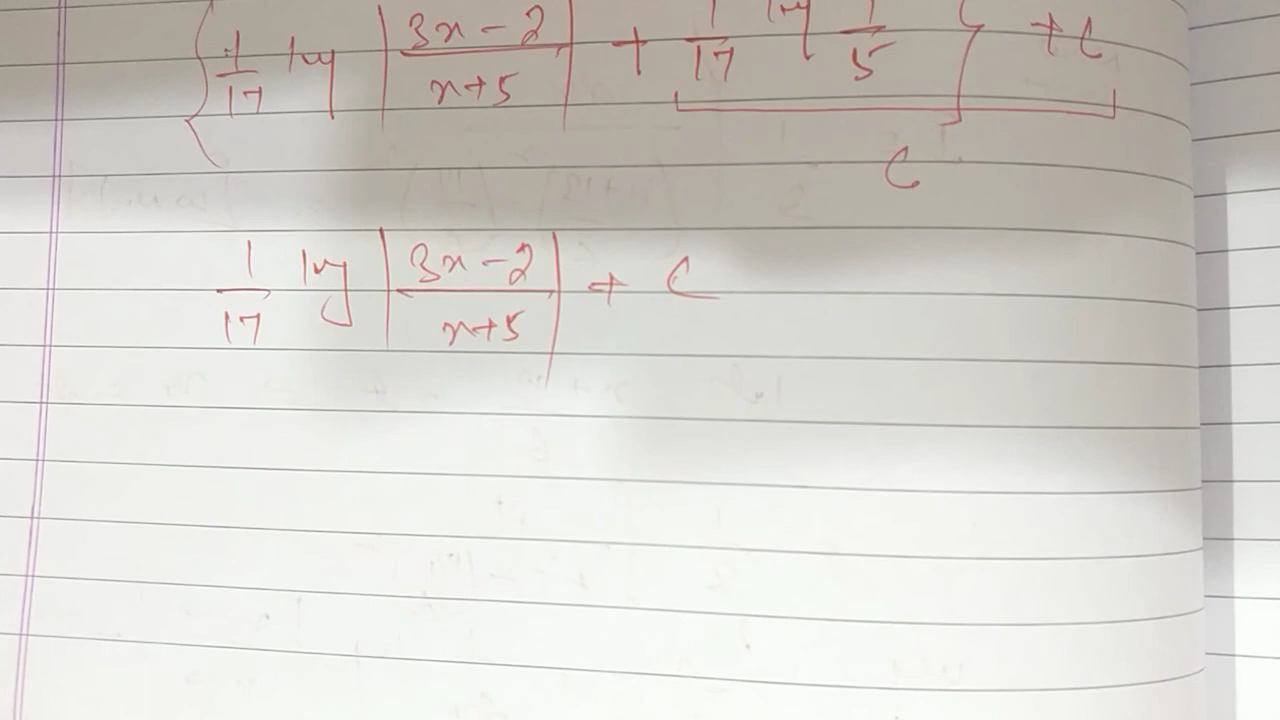 { 1/17 log |3x-2 / x+5| + 1/17 log 1/5 } + C
C
1/17 log |3x-2 / x+5| + C